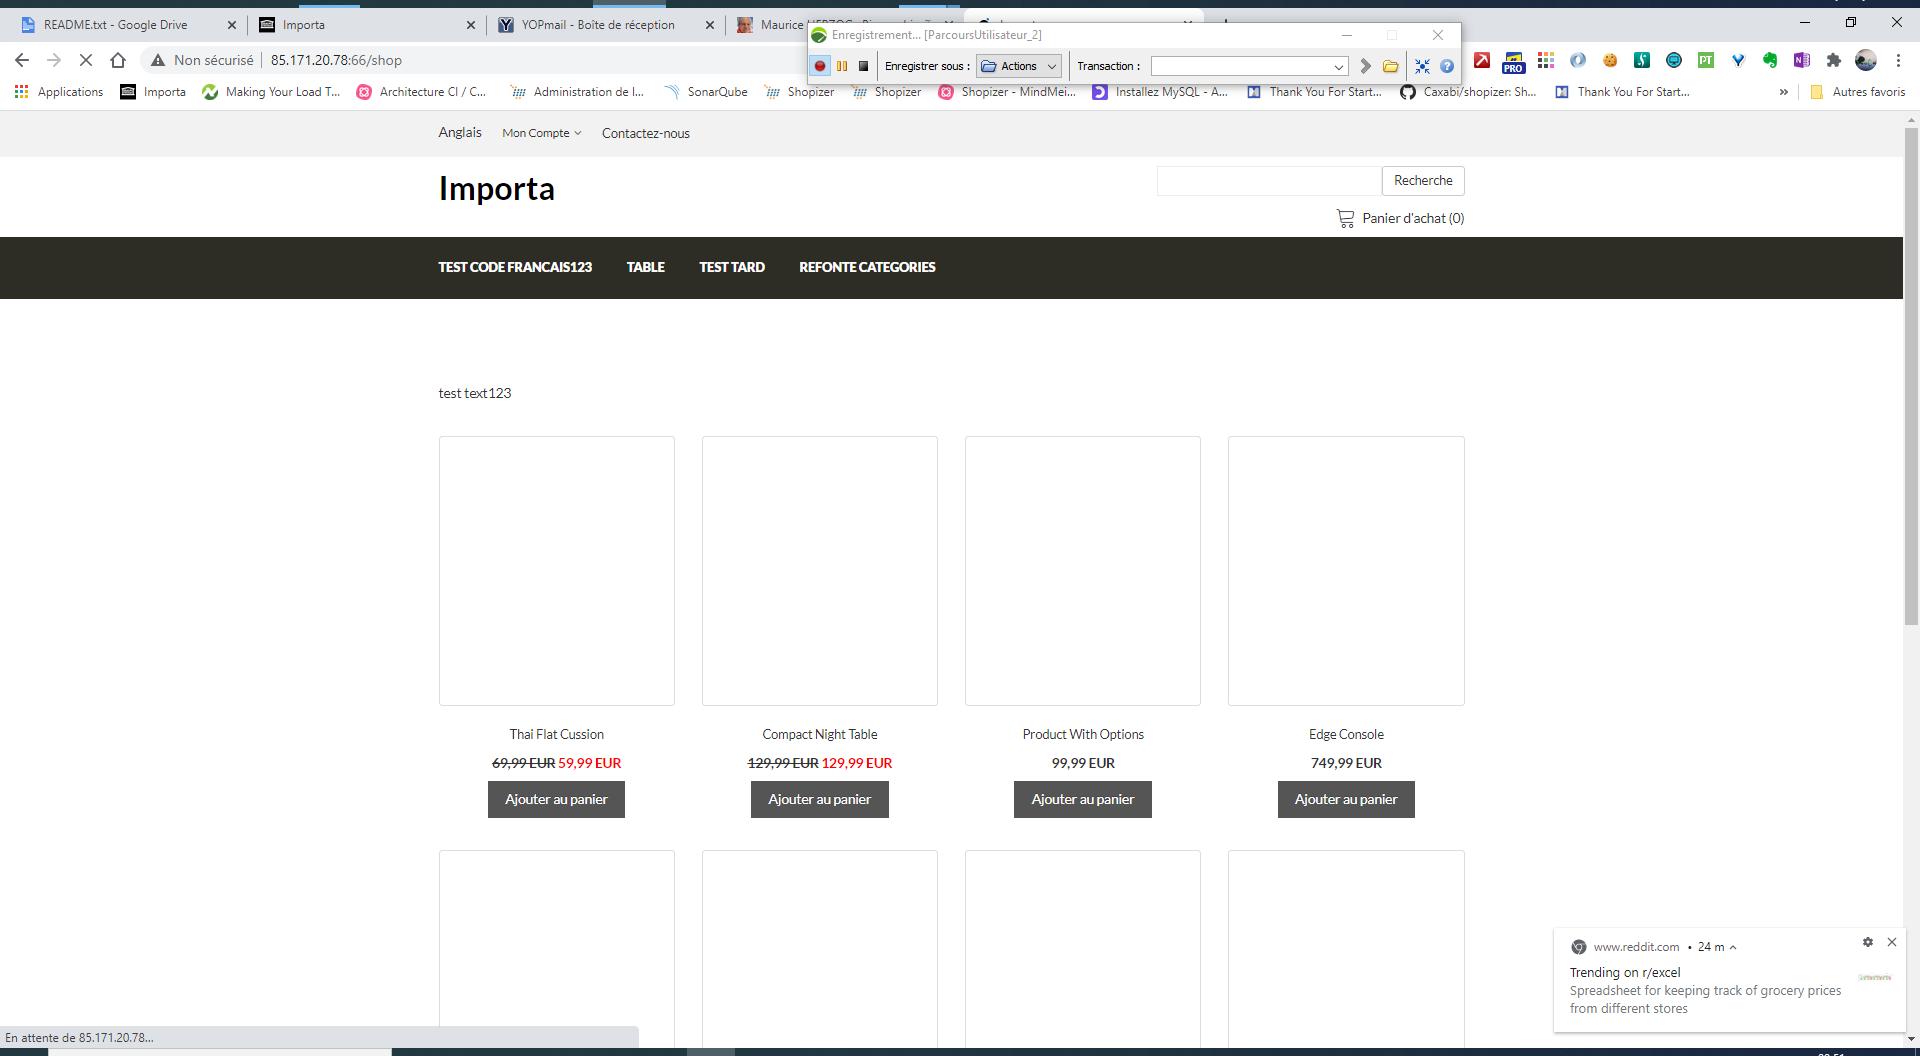 README.txt - Google Drive
Importa
YOPmail - Boîte de réception
Enregistrement... [ParcoursUtilisateur_2]
Non sécurisé
85.171.20.78:66/shop
Enregistrer sous :
Actions
Transaction :
PRO
PT
Applications
Importa
Making Your Load T...
Architecture CI / C...
Administration de l...
SonarQube
Shopizer
Shopizer
Shopizer - MindMei...
Installez MySQL - A...
Thank You For Start...
Caxabi/shopizer: Sh...
Thank You For Start...
Autres favoris
Anglais
Mon Compte
Contactez-nous
Importa
Recherche
Panier d'achat (0)
TEST CODE FRANCAIS123
TABLE
TEST TARD
REFONTE CATEGORIES
test text123
Thai Flat Cussion
Compact Night Table
Product With Options
Edge Console
69,99 EUR 59,99 EUR
129,99 EUR 129,99 EUR
99,99 EUR
749,99 EUR
Ajouter au panier
Ajouter au panier
Ajouter au panier
Ajouter au panier
www.reddit.com • 24 m
Trending on r/excel
Spreadsheet for keeping track of grocery prices
from different stores
En attente de 85.171.20.78...